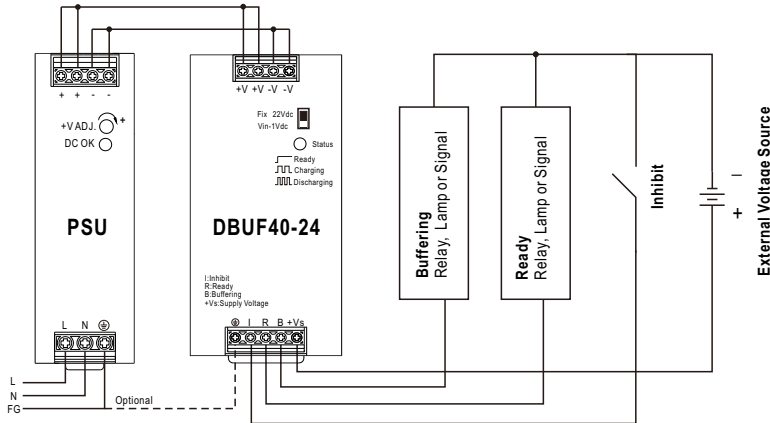 + + - -
+V ADJ. +
DC OK
PSU
L N
L
N
FG
Optional
+V +V -V -V
Fix 22Vdc
Vin-1Vdc
Status
Ready
Charging
Discharging
DBUF40-24
I:Inhibit
R:Ready
B:Buffering
+Vs:Supply Voltage
I R B +Vs
Buffering
Relay, Lamp or Signal
Ready
Relay, Lamp or Signal
Inhibit
+ −
External Voltage Source